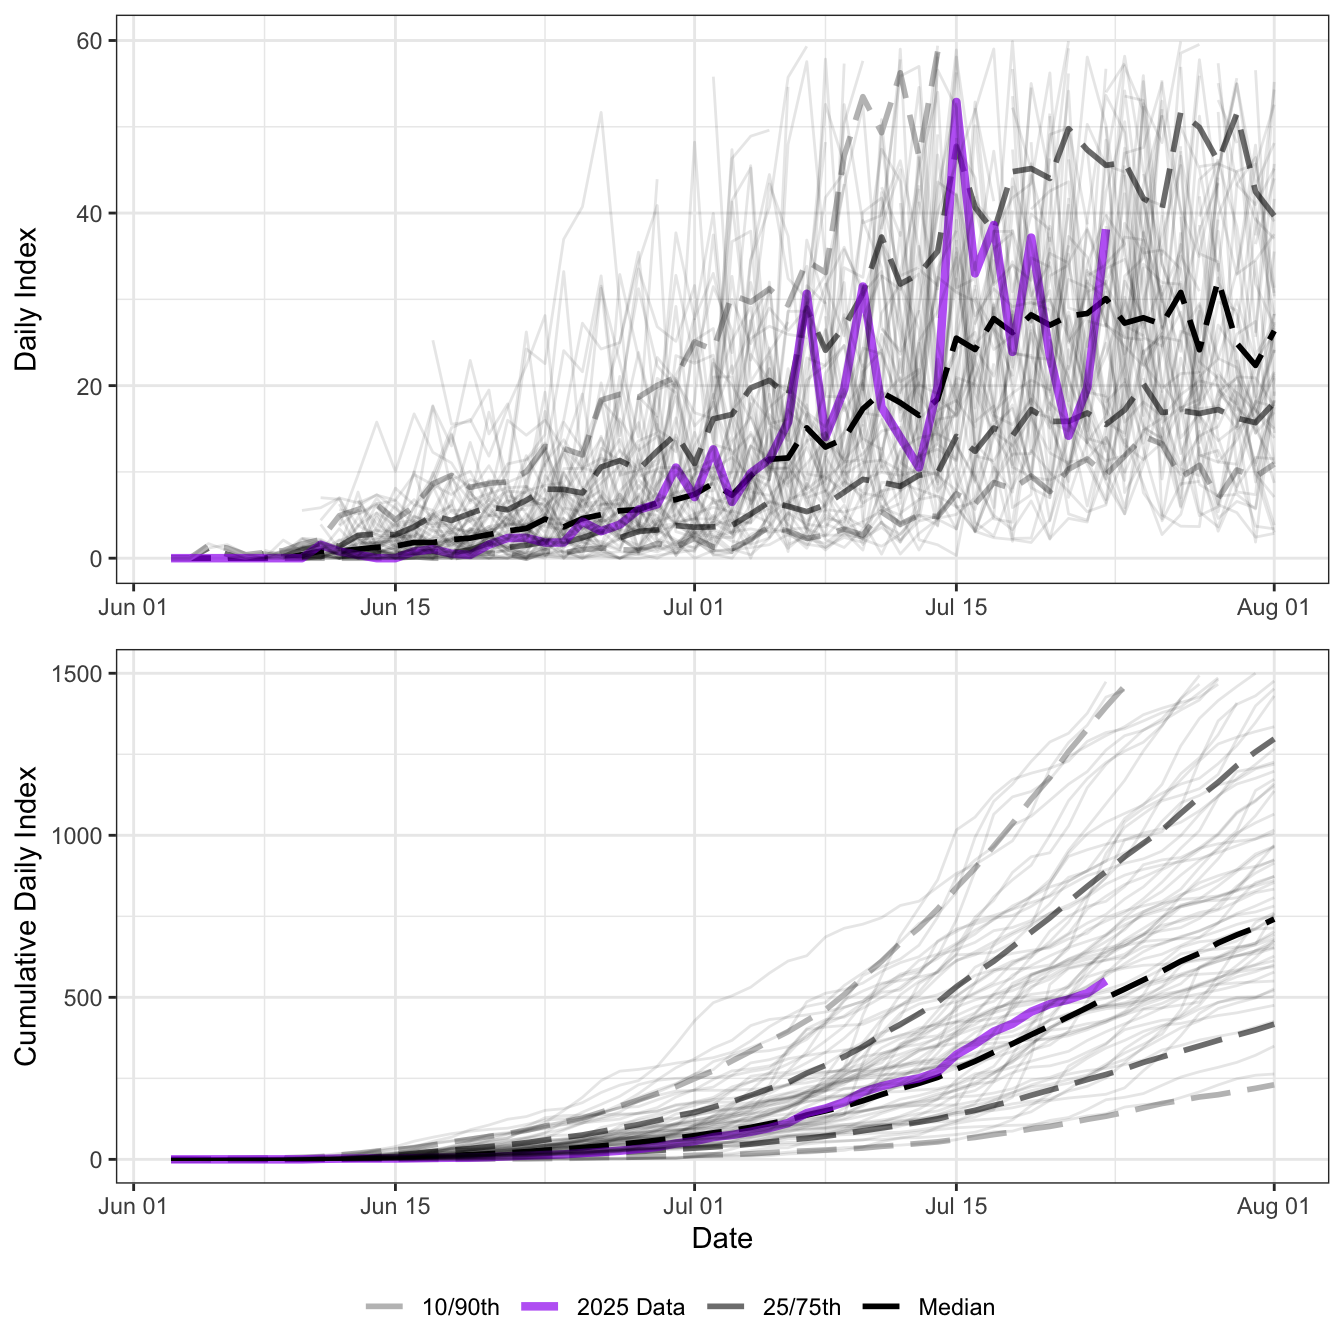 Daily Index
60
40
20
0
Jun 01 Jun 15 Jul 01 Jul 15 Aug 01
Cumulative Daily Index
1500
1000
500
0
Jun 01 Jun 15 Jul 01 Jul 15 Aug 01
Date
10/90th 2025 Data 25/75th Median